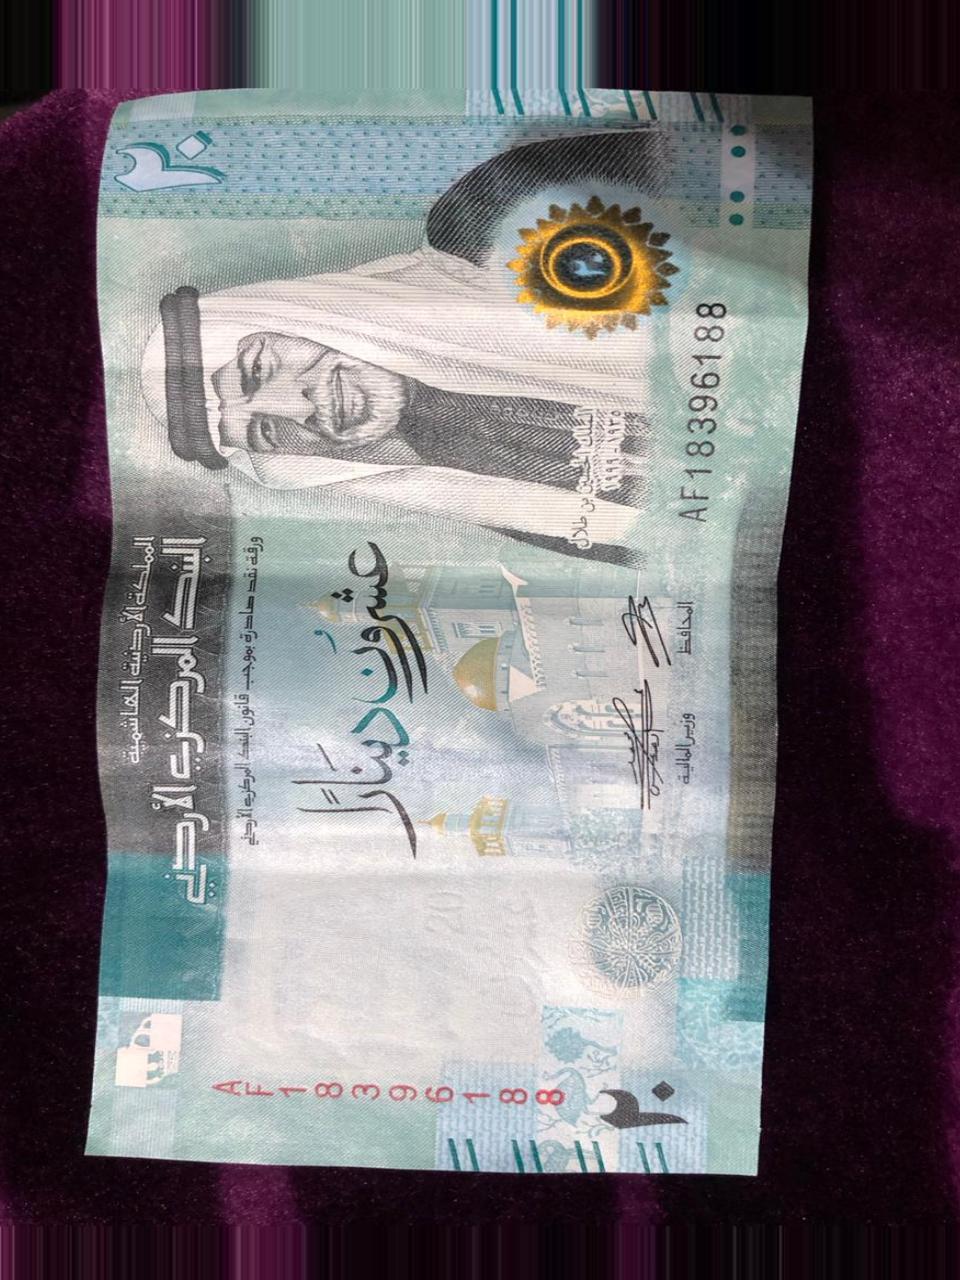 المملكة الأردنية الهاشمية
البنك المركزي الأردني
ورقة نقد صادرة بموجب قانون البنك المركزي الأردني
٢٠
عشرون دينارًا
الملك الحسين بن طلال
١٩٣٥-١٩٩٩
المحافظ
وزير المالية
AF18396188
AF18396188
20
٢٠